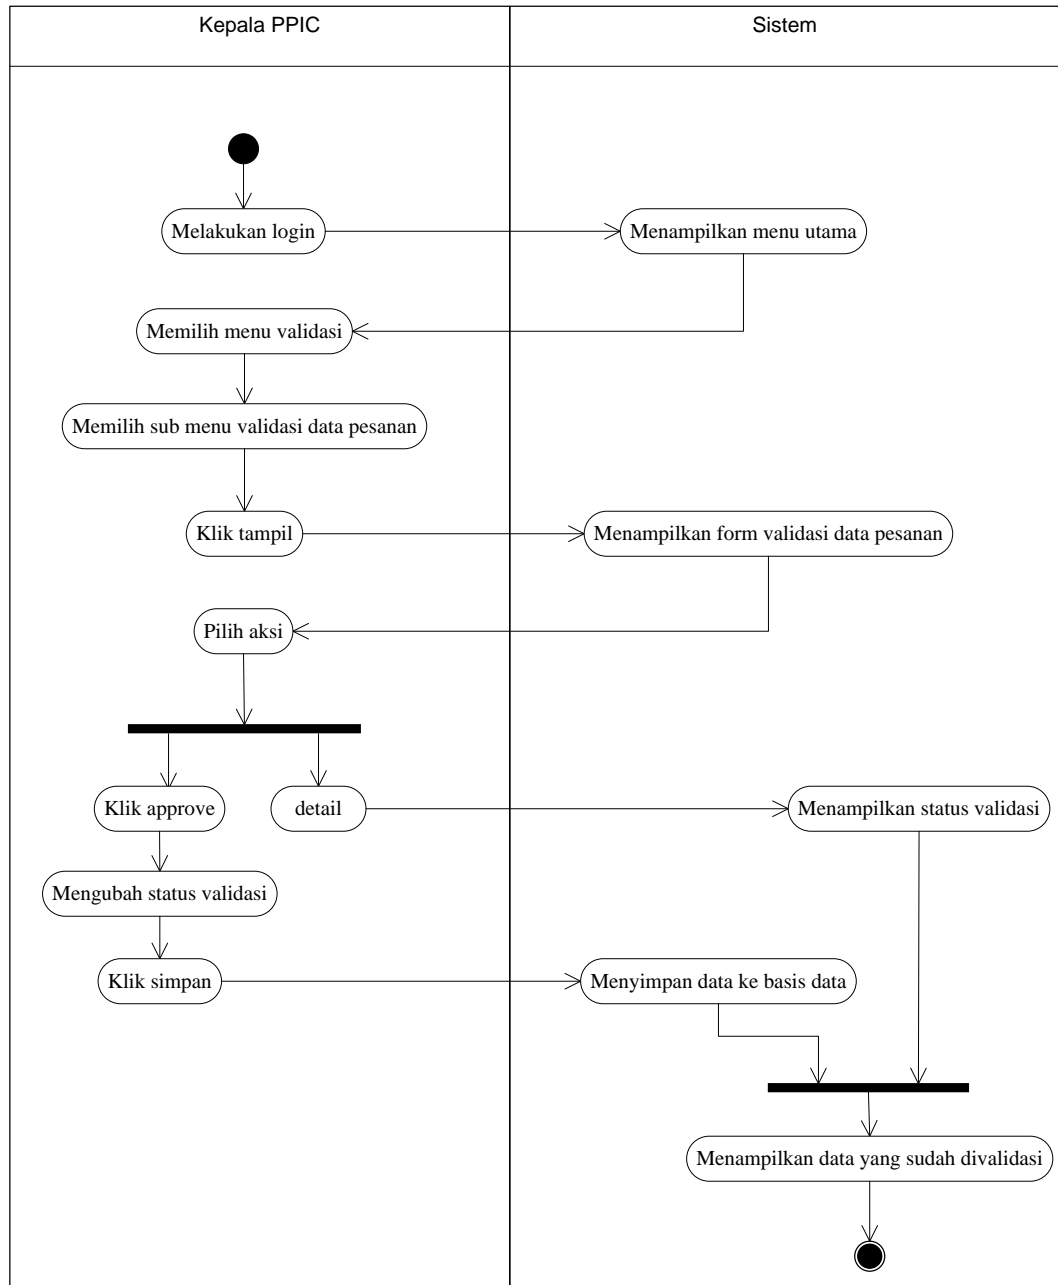 Kepala PPIC
Sistem
Melakukan login
Menampilkan menu utama
Memilih menu validasi
Memilih sub menu validasi data pesanan
Klik tampil
Menampilkan form validasi data pesanan
Pilih aksi
Klik approve
detail
Menampilkan status validasi
Mengubah status validasi
Klik simpan
Menyimpan data ke basis data
Menampilkan data yang sudah divalidasi